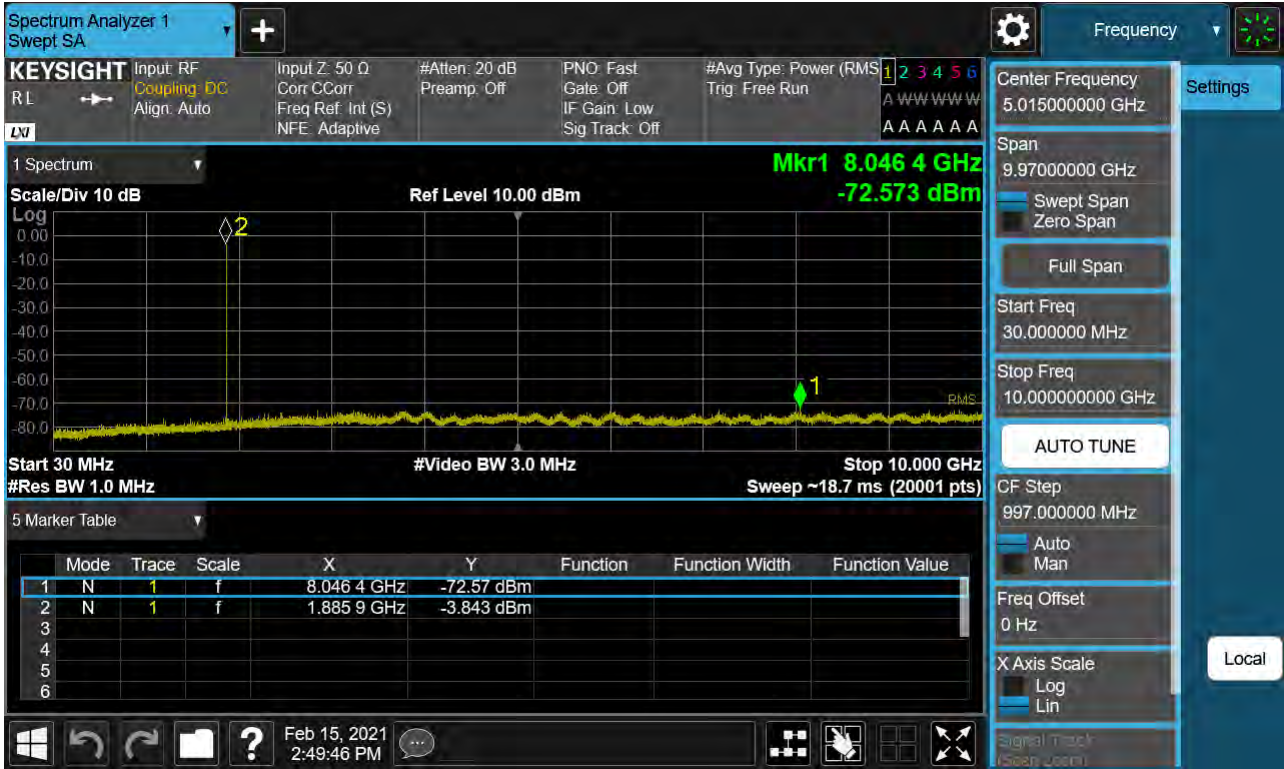 Spectrum Analyzer 1
Swept SA
Frequency
KEYSIGHT
R L
LXI
Input: RF
Coupling: DC
Align: Auto
Input Z: 50 Ω
Corr CCorr
Freq Ref: Int (S)
NFE: Adaptive
#Atten: 20 dB
Preamp: Off
PNO: Fast
Gate: Off
IF Gain: Low
Sig Track: Off
#Avg Type: Power (RMS
Trig: Free Run
1 2 3 4 5 6
A W W W W W
A A A A A A
1 Spectrum
Scale/Div 10 dB
Ref Level 10.00 dBm
Mkr1 8.046 4 GHz
-72.573 dBm
Log
0.00
-10.0
-20.0
-30.0
-40.0
-50.0
-60.0
-70.0
-80.0
2
1
RMS
Start 30 MHz
#Video BW 3.0 MHz
Stop 10.000 GHz
#Res BW 1.0 MHz
Sweep ~18.7 ms (20001 pts)
5 Marker Table
Mode Trace Scale X Y Function Function Width Function Value
1 N 1 f 8.046 4 GHz -72.57 dBm
2 N 1 f 1.885 9 GHz -3.843 dBm
3
4
5
6
Feb 15, 2021
2:49:46 PM
?
Center Frequency
5.015000000 GHz
Settings
Span
9.97000000 GHz
Swept Span
Zero Span
Full Span
Start Freq
30.000000 MHz
Stop Freq
10.000000000 GHz
AUTO TUNE
CF Step
997.000000 MHz
Auto
Man
Freq Offset
0 Hz
X Axis Scale
Log
Lin
Local
Signal Track
(Span Zoom)